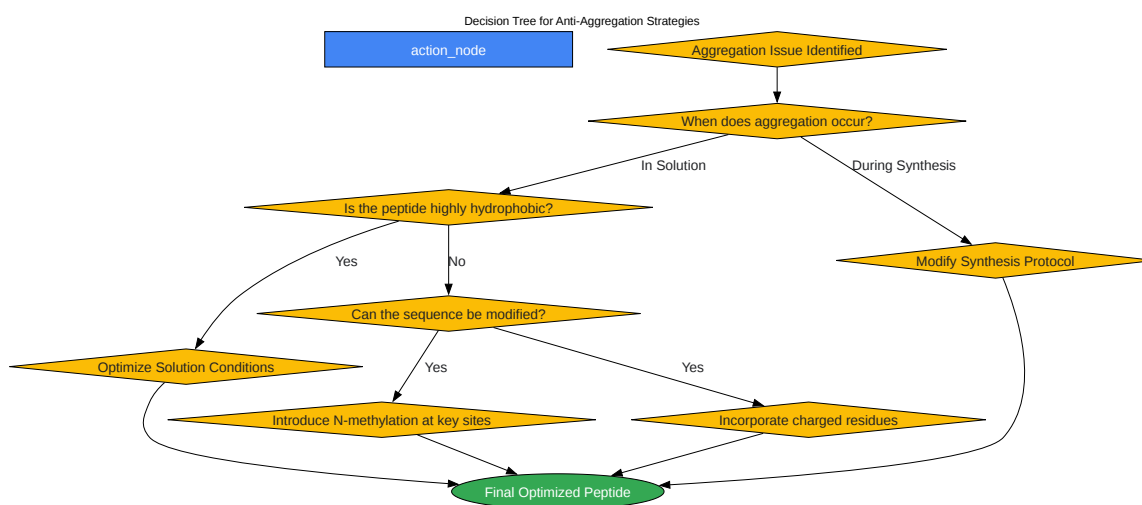 Decision Tree for Anti-Aggregation Strategies
action_node
Aggregation Issue Identified
When does aggregation occur?
In Solution
During Synthesis
Is the peptide highly hydrophobic?
Yes
No
Modify Synthesis Protocol
Can the sequence be modified?
Optimize Solution Conditions
Yes
Yes
Introduce N-methylation at key sites
Incorporate charged residues
Final Optimized Peptide